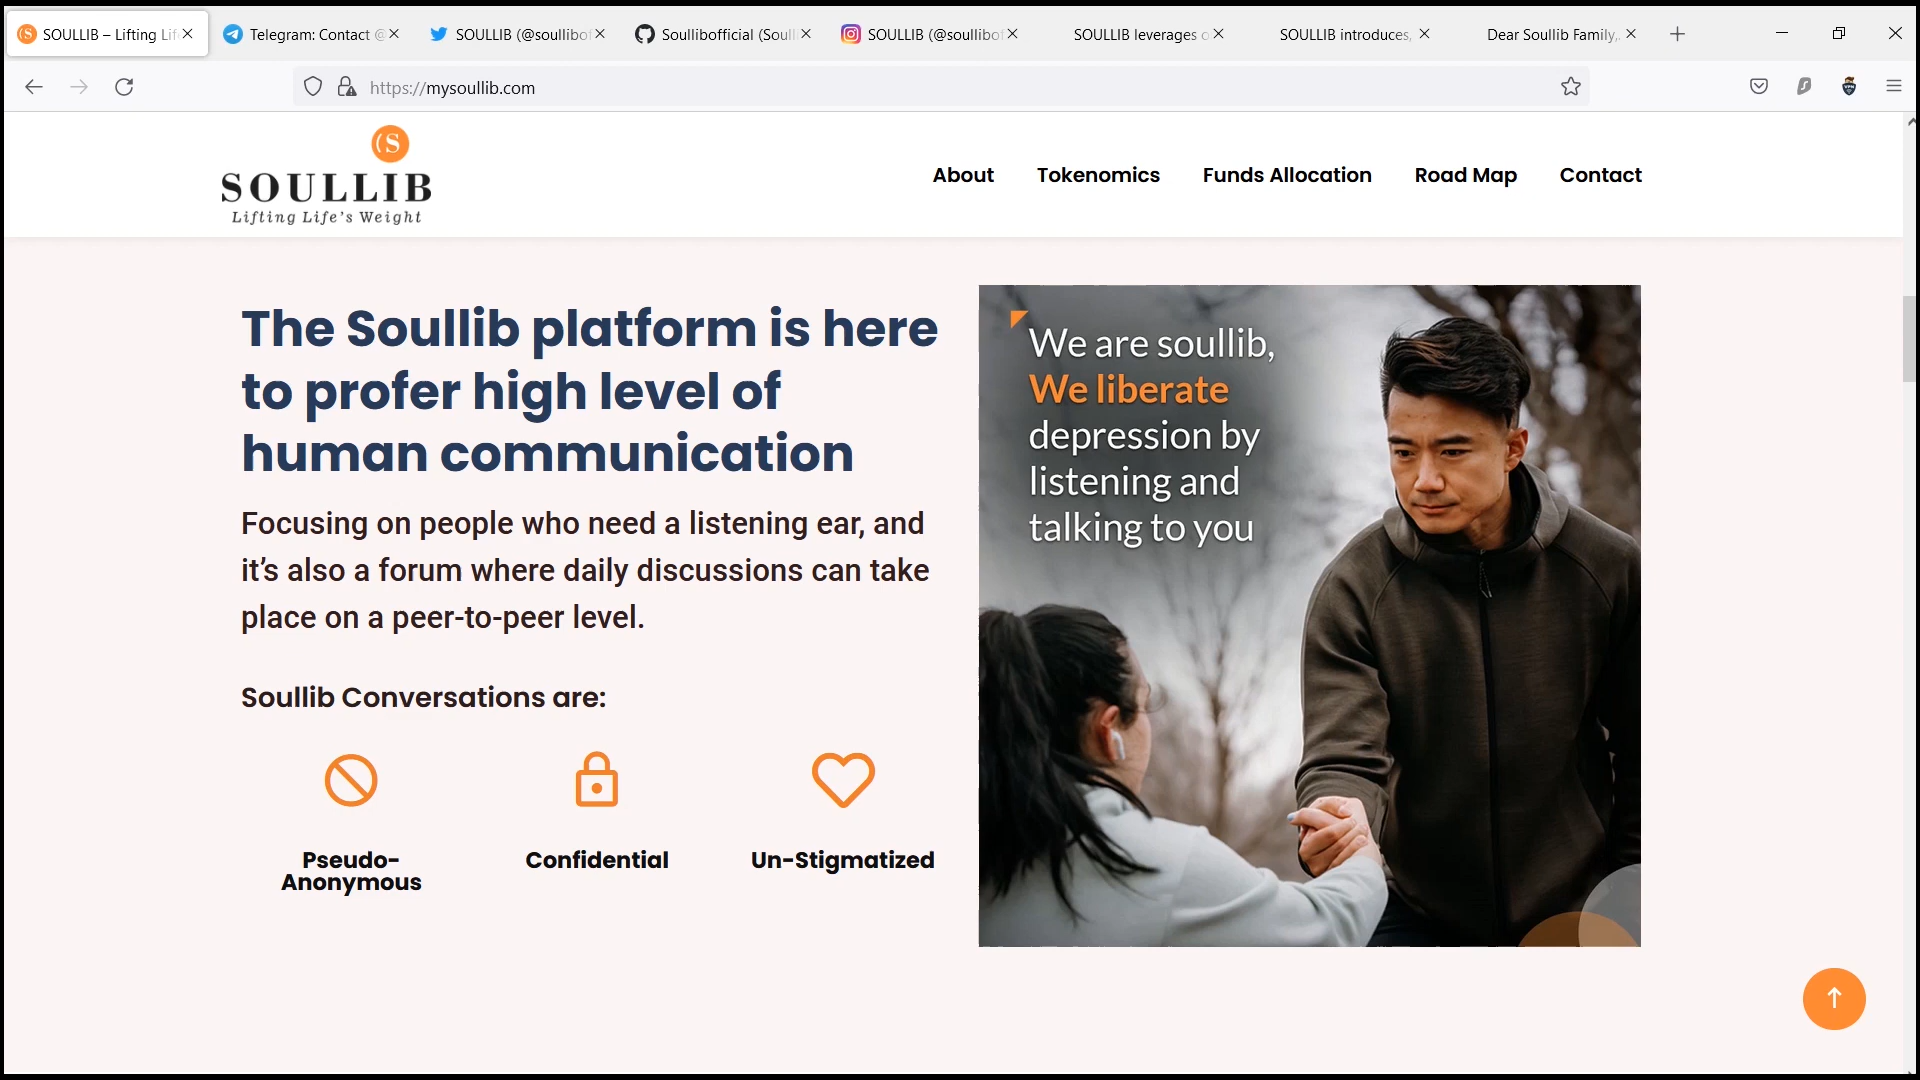 SOULLIB – Lifting Lif
Telegram: Contact @
SOULLIB (@soullibof
Soullibofficial (Soull
SOULLIB (@soullibof
SOULLIB leverages o
SOULLIB introduces,
Dear Soullib Family,
https://mysoullib.com
(S
SOULLIB
Lifting Life's Weight
About
Tokenomics
Funds Allocation
Road Map
Contact
The Soullib platform is here
to profer high level of
human communication
Focusing on people who need a listening ear, and
it's also a forum where daily discussions can take
place on a peer-to-peer level.
Soullib Conversations are:
Pseudo-
Anonymous
Confidential
Un-Stigmatized
We are soullib,
We liberate
depression by
listening and
talking to you